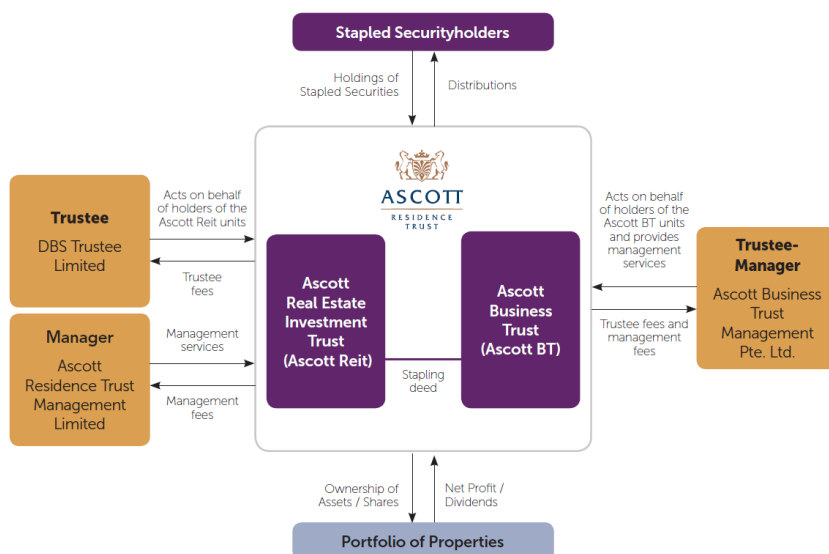 Stapled Securityholders
Holdings of
Stapled Securities
Distributions
ASCOTT
RESIDENCE
TRUST
Trustee
DBS Trustee
Limited
Acts on behalf
of holders of the
Ascott Reit units
Trustee
fees
Manager
Ascott
Residence Trust
Management
Limited
Management
services
Management
fees
Ascott
Real Estate
Investment
Trust
(Ascott Reit)
Stapling
deed
Ascott
Business
Trust
(Ascott BT)
Acts on behalf
of holders of the
Ascott BT units
and provides
management
services
Trustee fees and
management
fees
Trustee-
Manager
Ascott Business
Trust
Management
Pte. Ltd.
Ownership of
Assets / Shares
Net Profit /
Dividends
Portfolio of Properties